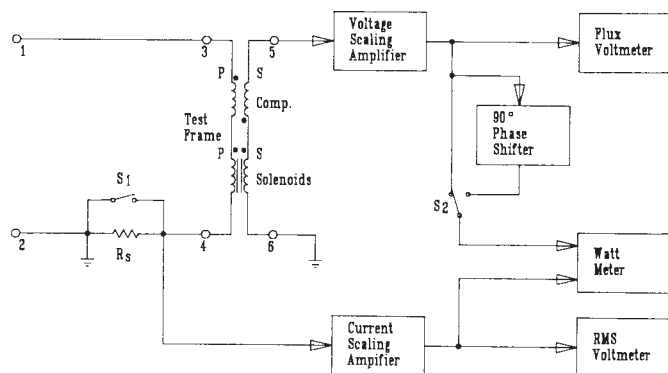 1
3
5
Voltage
Scaling
Amplifier
Flux
Voltmeter
P
S
Comp.
Test
Frame
P
S
Solenoids
90°
Phase
Shifter
S1
S2
2
Rs
4
6
Watt
Meter
Current
Scaling
Ampifier
RMS
Voltmeter